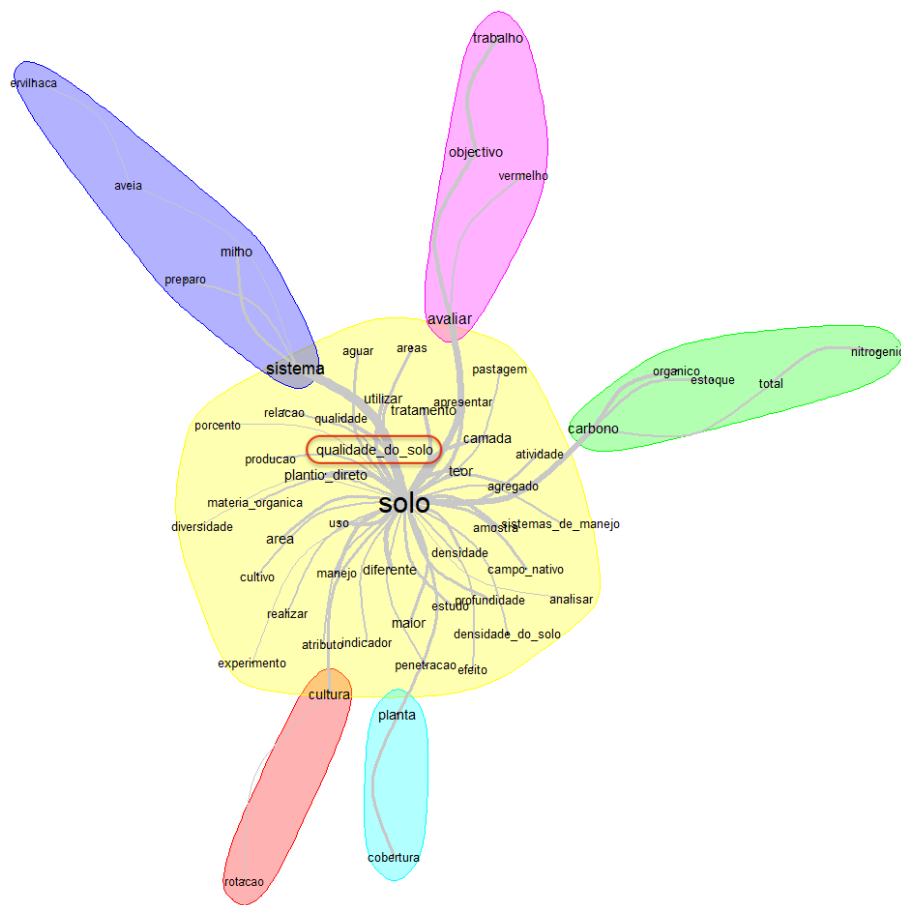 trabalho
ervilhaca
objectivo
vermelho
aveia
milho
preparo
avaliar
aguar
areas
nitrogenio
sistema
pastagem
organico
estoque
total
utilizar
apresentar
relacao
qualidade
tratamento
porcento
carbono
camada
qualidade_do_solo
atividade
producao
plantio_direto
teor
agregado
materia_organica
solo
diversidade
uso
amostra
sistemas_de_manejo
area
densidade
cultivo
manejo
diferente
campo_nativo
realizar
estudo
profundidade
analisar
maior
atributo
indicador
densidade_do_solo
experimento
penetracao
efeito
cultura
planta
cobertura
rotacao